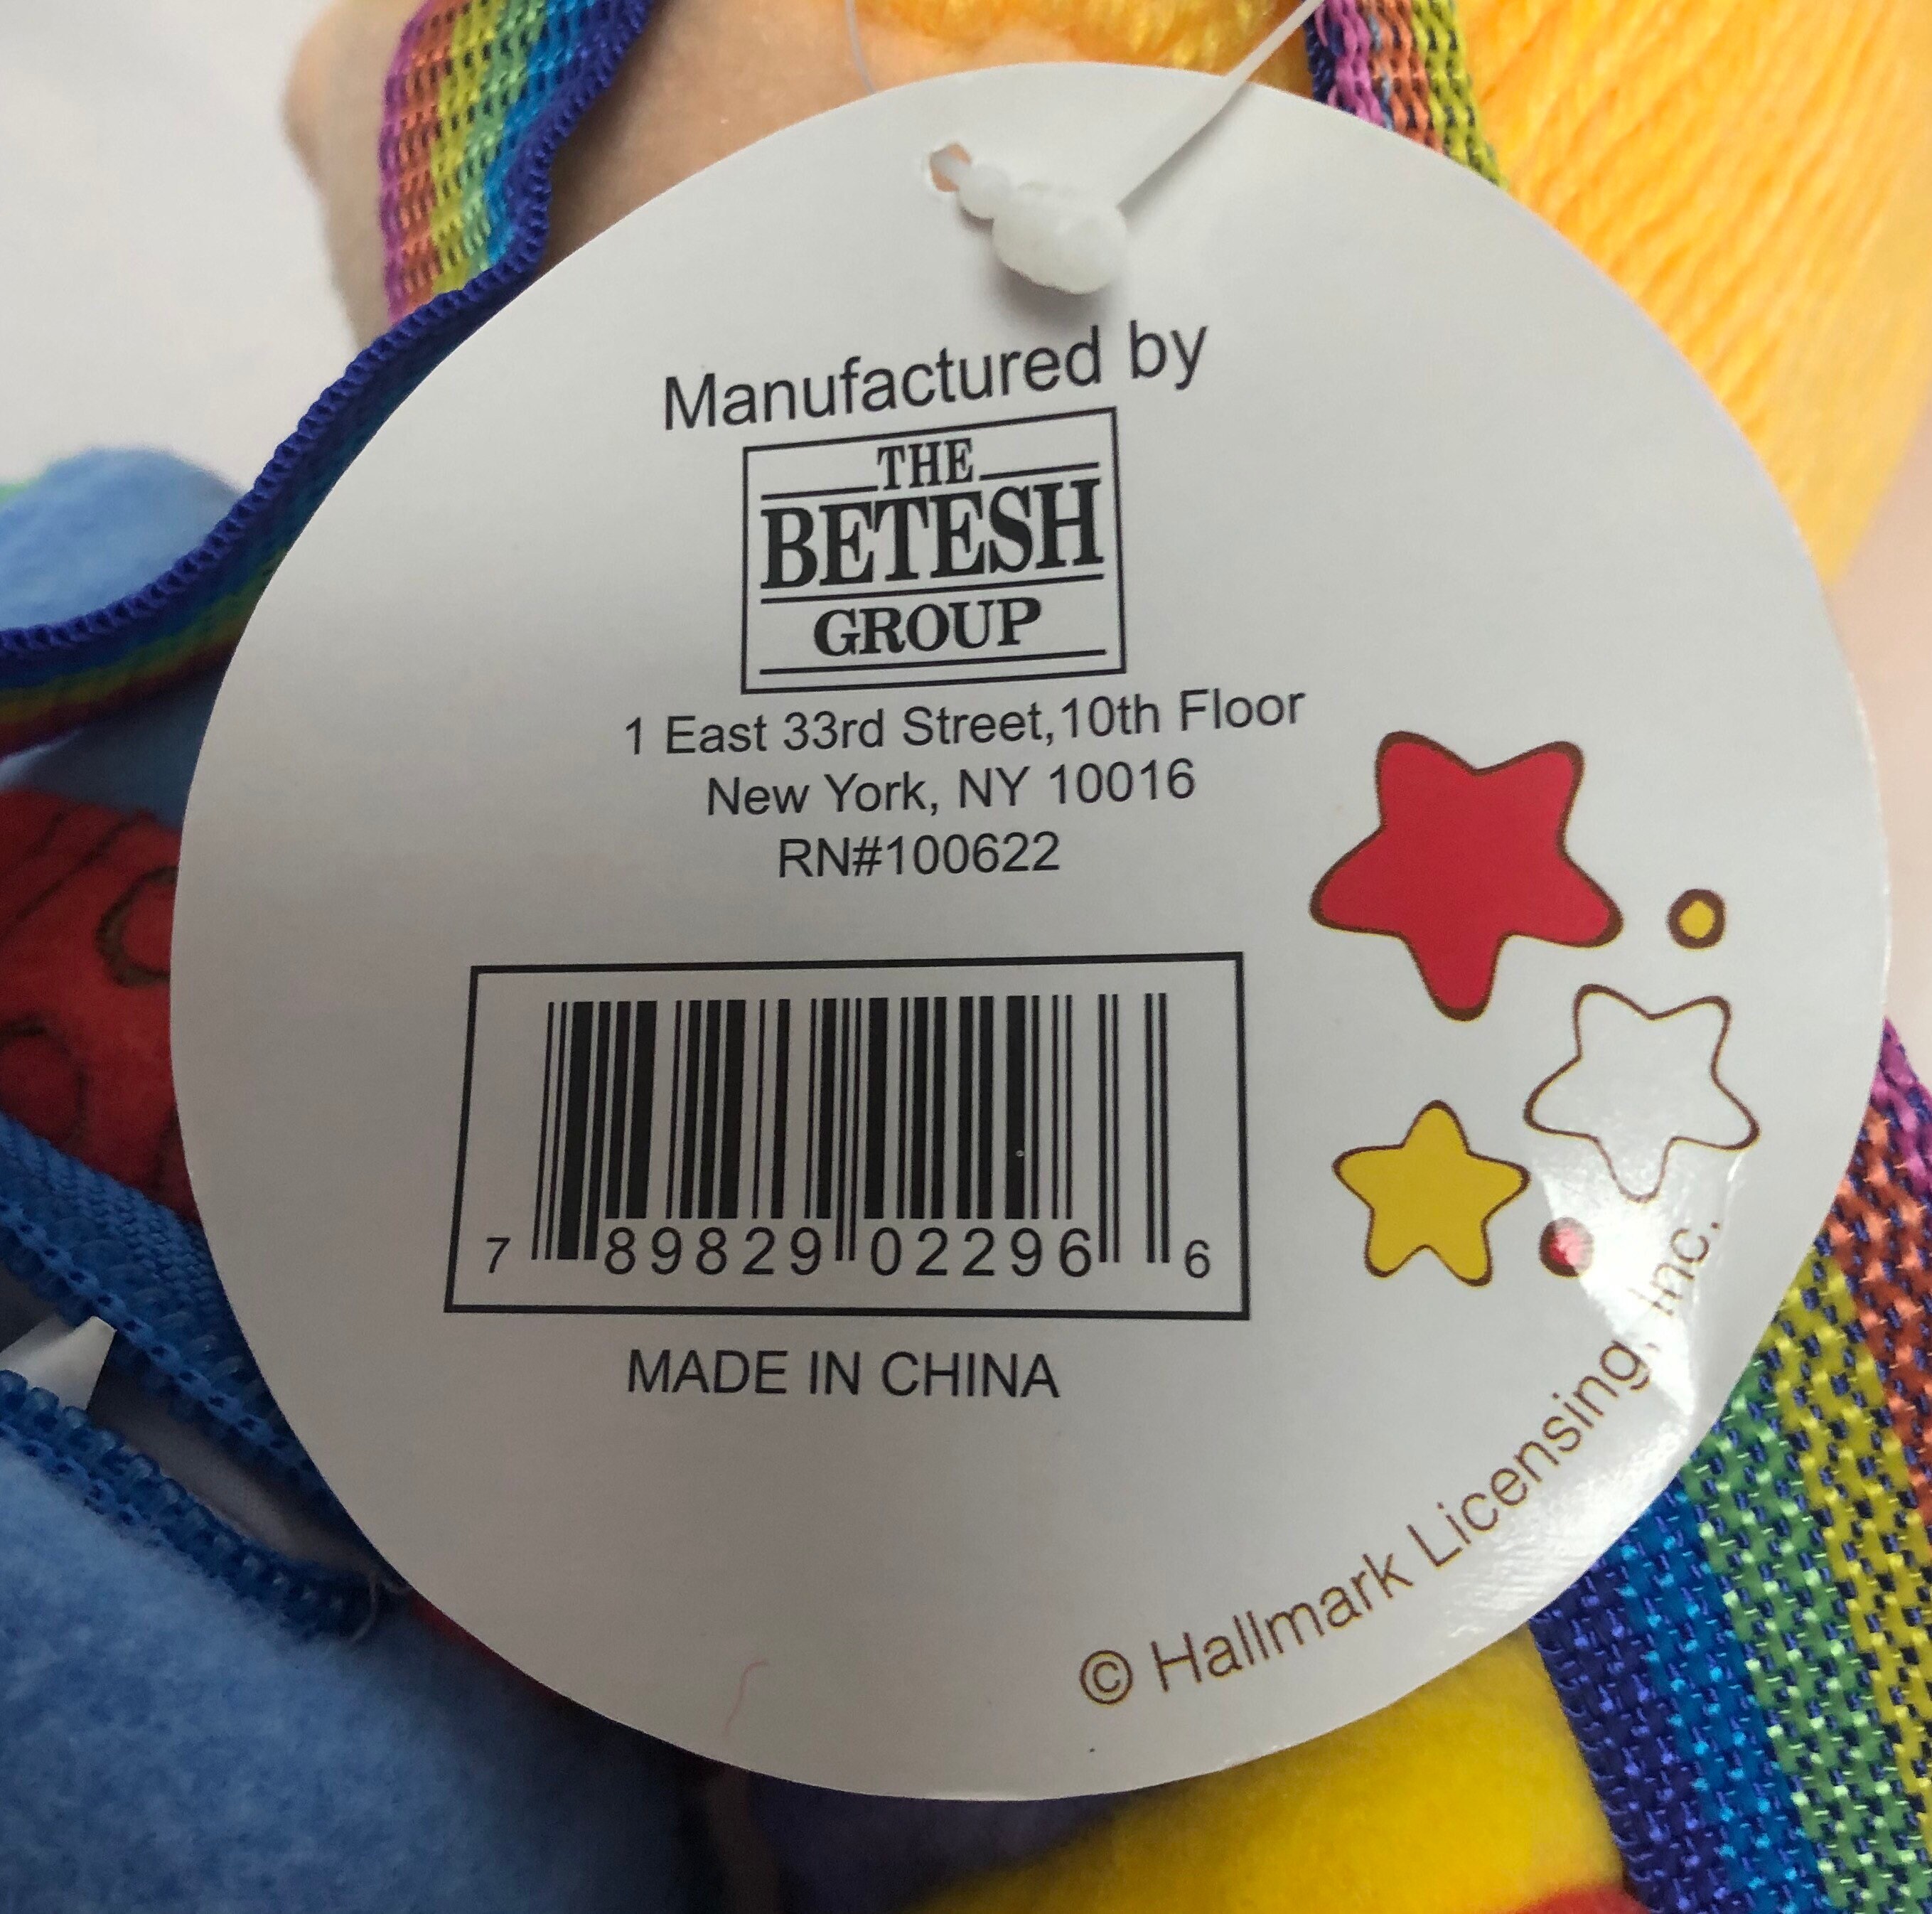 Manufactured by
THE
BETESH
GROUP
1 East 33rd Street,10th Floor
New York, NY 10016
RN#100622
7 89829 02296 6
MADE IN CHINA
© Hallmark Licensing, Inc.